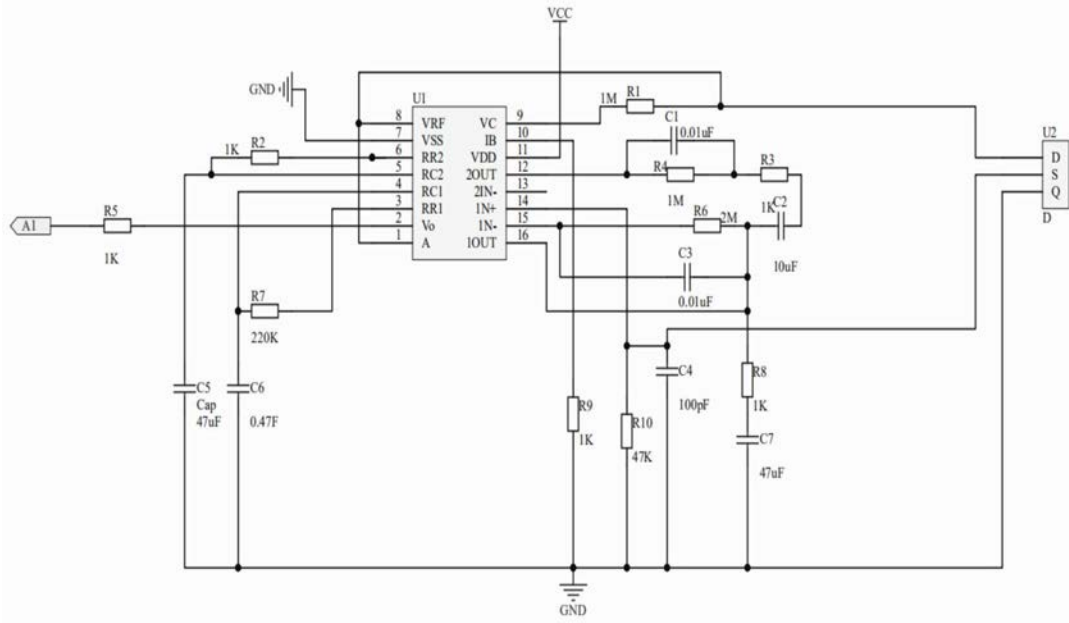 VCC
GND
U1
1M
R1
C1
0.01uF
U2
8 VRF VC 9
7 VSS IB 10
6 RR2 VDD 11
5 RC2 2OUT 12
4 RC1 2IN- 13
3 RR1 1N+ 14
2 Vo 1N- 15
1 A 1OUT 16
1K
R2
R4
1M
R3
1K
C2
10uF
D
S
Q
D
A1
R5
1K
R6
2M
C3
0.01uF
R7
220K
C5
Cap
47uF
C6
0.47F
R9
1K
R10
47K
C4
100pF
R8
1K
C7
47uF
GND